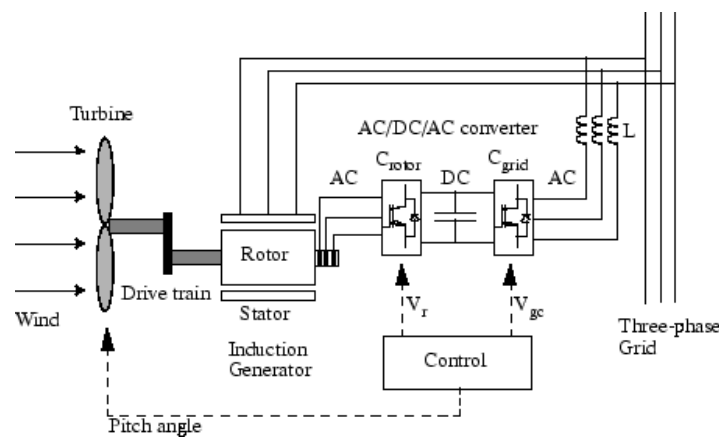 Turbine
AC/DC/AC converter
L
C_rotor
C_grid
AC
DC
AC
Rotor
Drive train
Wind
Stator
V_r
V_gc
Induction
Generator
Control
Three-phase
Grid
Pitch angle